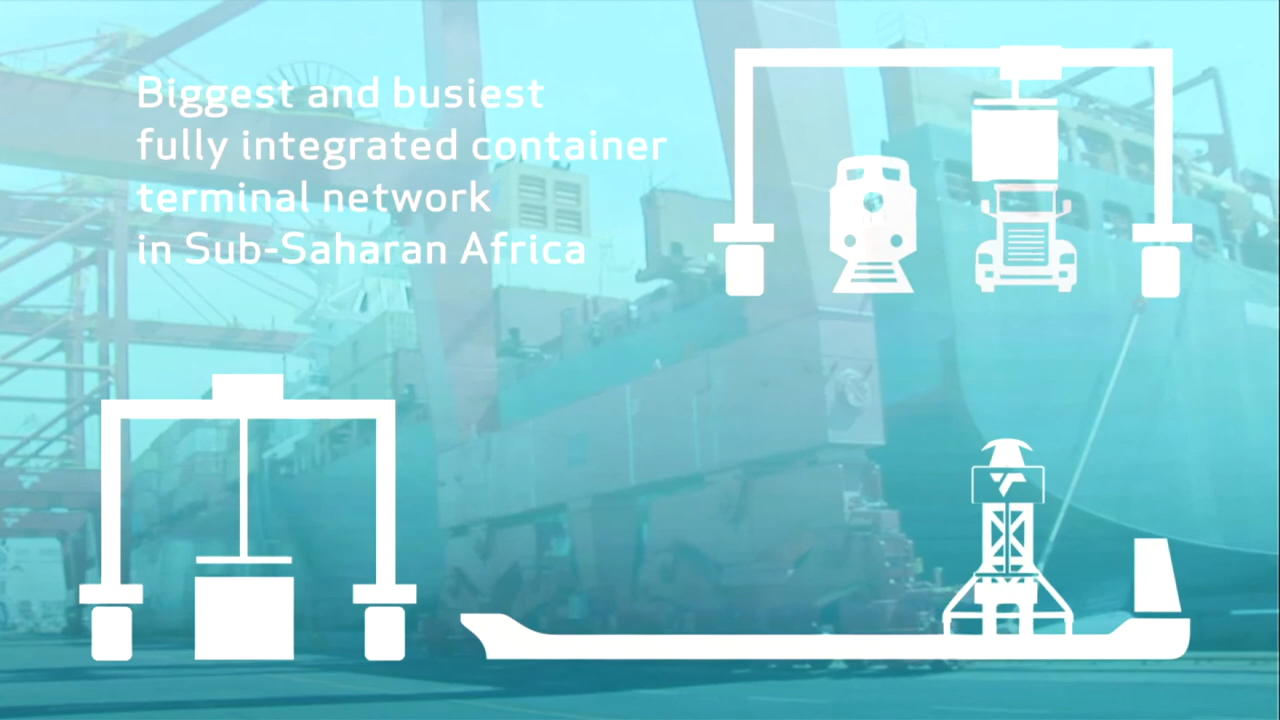 Biggest and busiest
fully integrated container
terminal network
in Sub-Saharan Africa